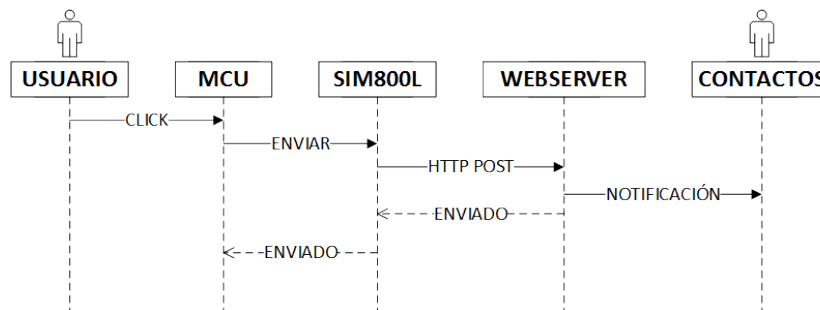 USUARIO
MCU
SIM800L
WEBSERVER
CONTACTOS
CLICK
ENVIAR
HTTP POST
NOTIFICACIÓN
ENVIADO
ENVIADO